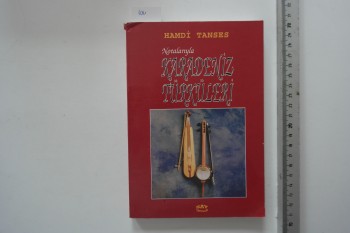 HAMDİ TANSES
Notalarıyla
KARADENİZ
TÜRKÜLERİ